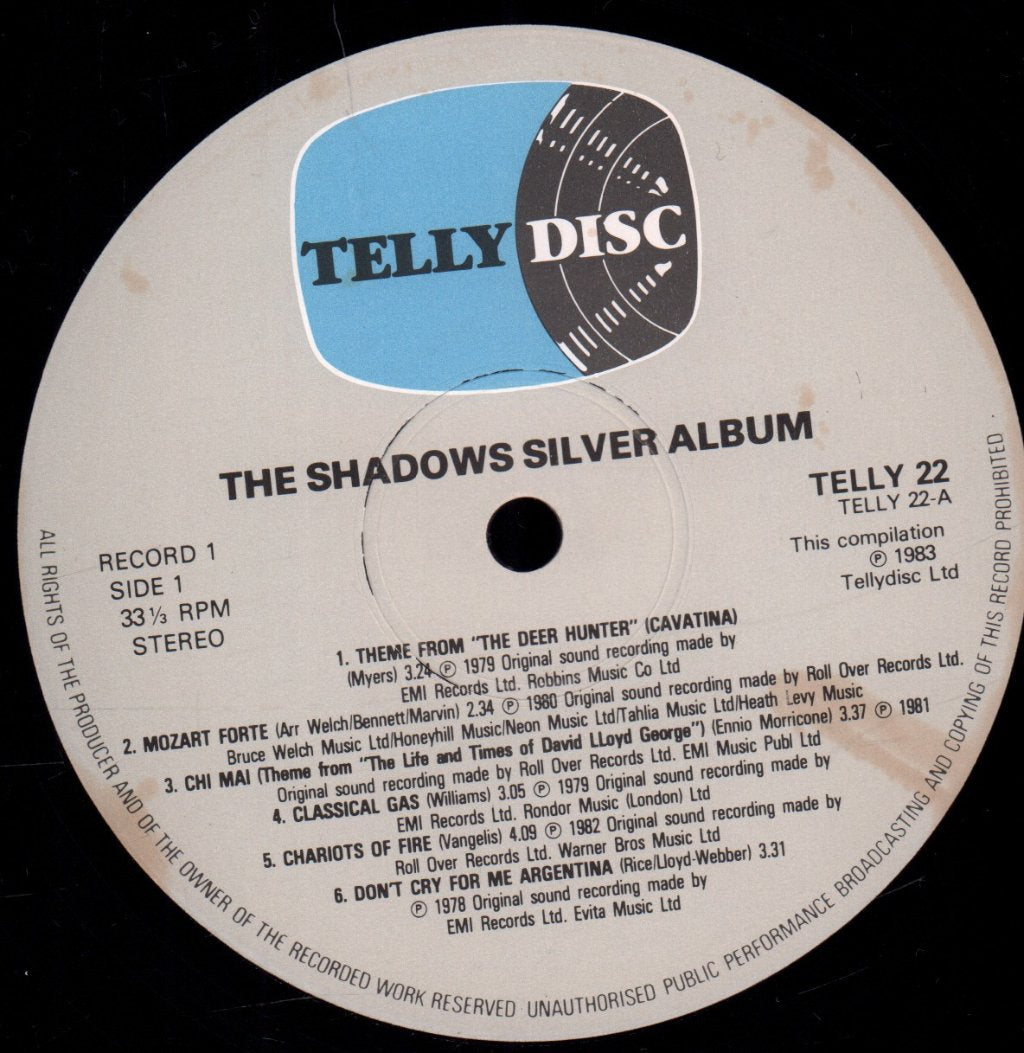 TELLY DISC
THE SHADOWS SILVER ALBUM
TELLY 22
TELLY 22-A
This compilation
℗ 1983
Tellydisc Ltd
RECORD 1
SIDE 1
33 1/3 RPM
STEREO
1. THEME FROM "THE DEER HUNTER" (CAVATINA)
(Myers) 3.24 ℗ 1979 Original sound recording made by
EMI Records Ltd. Robbins Music Co Ltd
2. MOZART FORTE (Arr Welch/Bennett/Marvin) 2.34 ℗ 1980 Original sound recording made by Roll Over Records Ltd.
Bruce Welch Music Ltd/Honeyhill Music/Neon Music Ltd/Tahlia Music Ltd/Heath Levy Music
3. CHI MAI (Theme from "The Life and Times of David LLoyd George") (Ennio Morricone) 3.37 ℗ 1981
Original sound recording made by Roll Over Records Ltd. EMI Music Publ Ltd
4. CLASSICAL GAS (Williams) 3.05 ℗ 1979 Original sound recording made by
EMI Records Ltd. Rondor Music (London) Ltd
5. CHARIOTS OF FIRE (Vangelis) 4.09 ℗ 1982 Original sound recording made by
Roll Over Records Ltd. Warner Bros Music Ltd
6. DON'T CRY FOR ME ARGENTINA (Rice/Lloyd-Webber) 3.31
℗ 1978 Original sound recording made by
EMI Records Ltd. Evita Music Ltd
ALL RIGHTS OF THE PRODUCER AND OF THE OWNER OF THE RECORDED WORK RESERVED UNAUTHORISED PUBLIC PERFORMANCE BROADCASTING AND COPYING OF THIS RECORD PROHIBITED